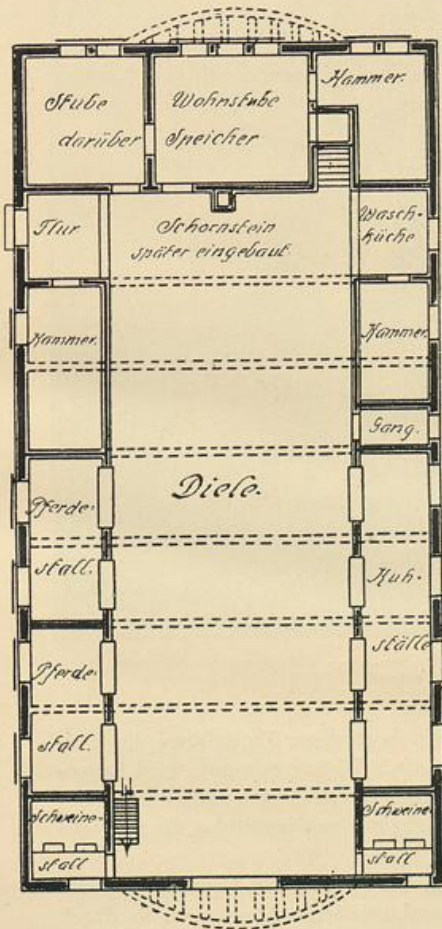 Stube
darüber
Wohnstube
Speicher
Kammer.
Flur
Schornstein
später eingebaut.
Wasch-
küche
Kammer.
Kammer.
Gang.
Diele.
Pferde-
stall.
Kuh-
ställe
Pferde-
stall.
Schweine-
stall
Schweine-
stall